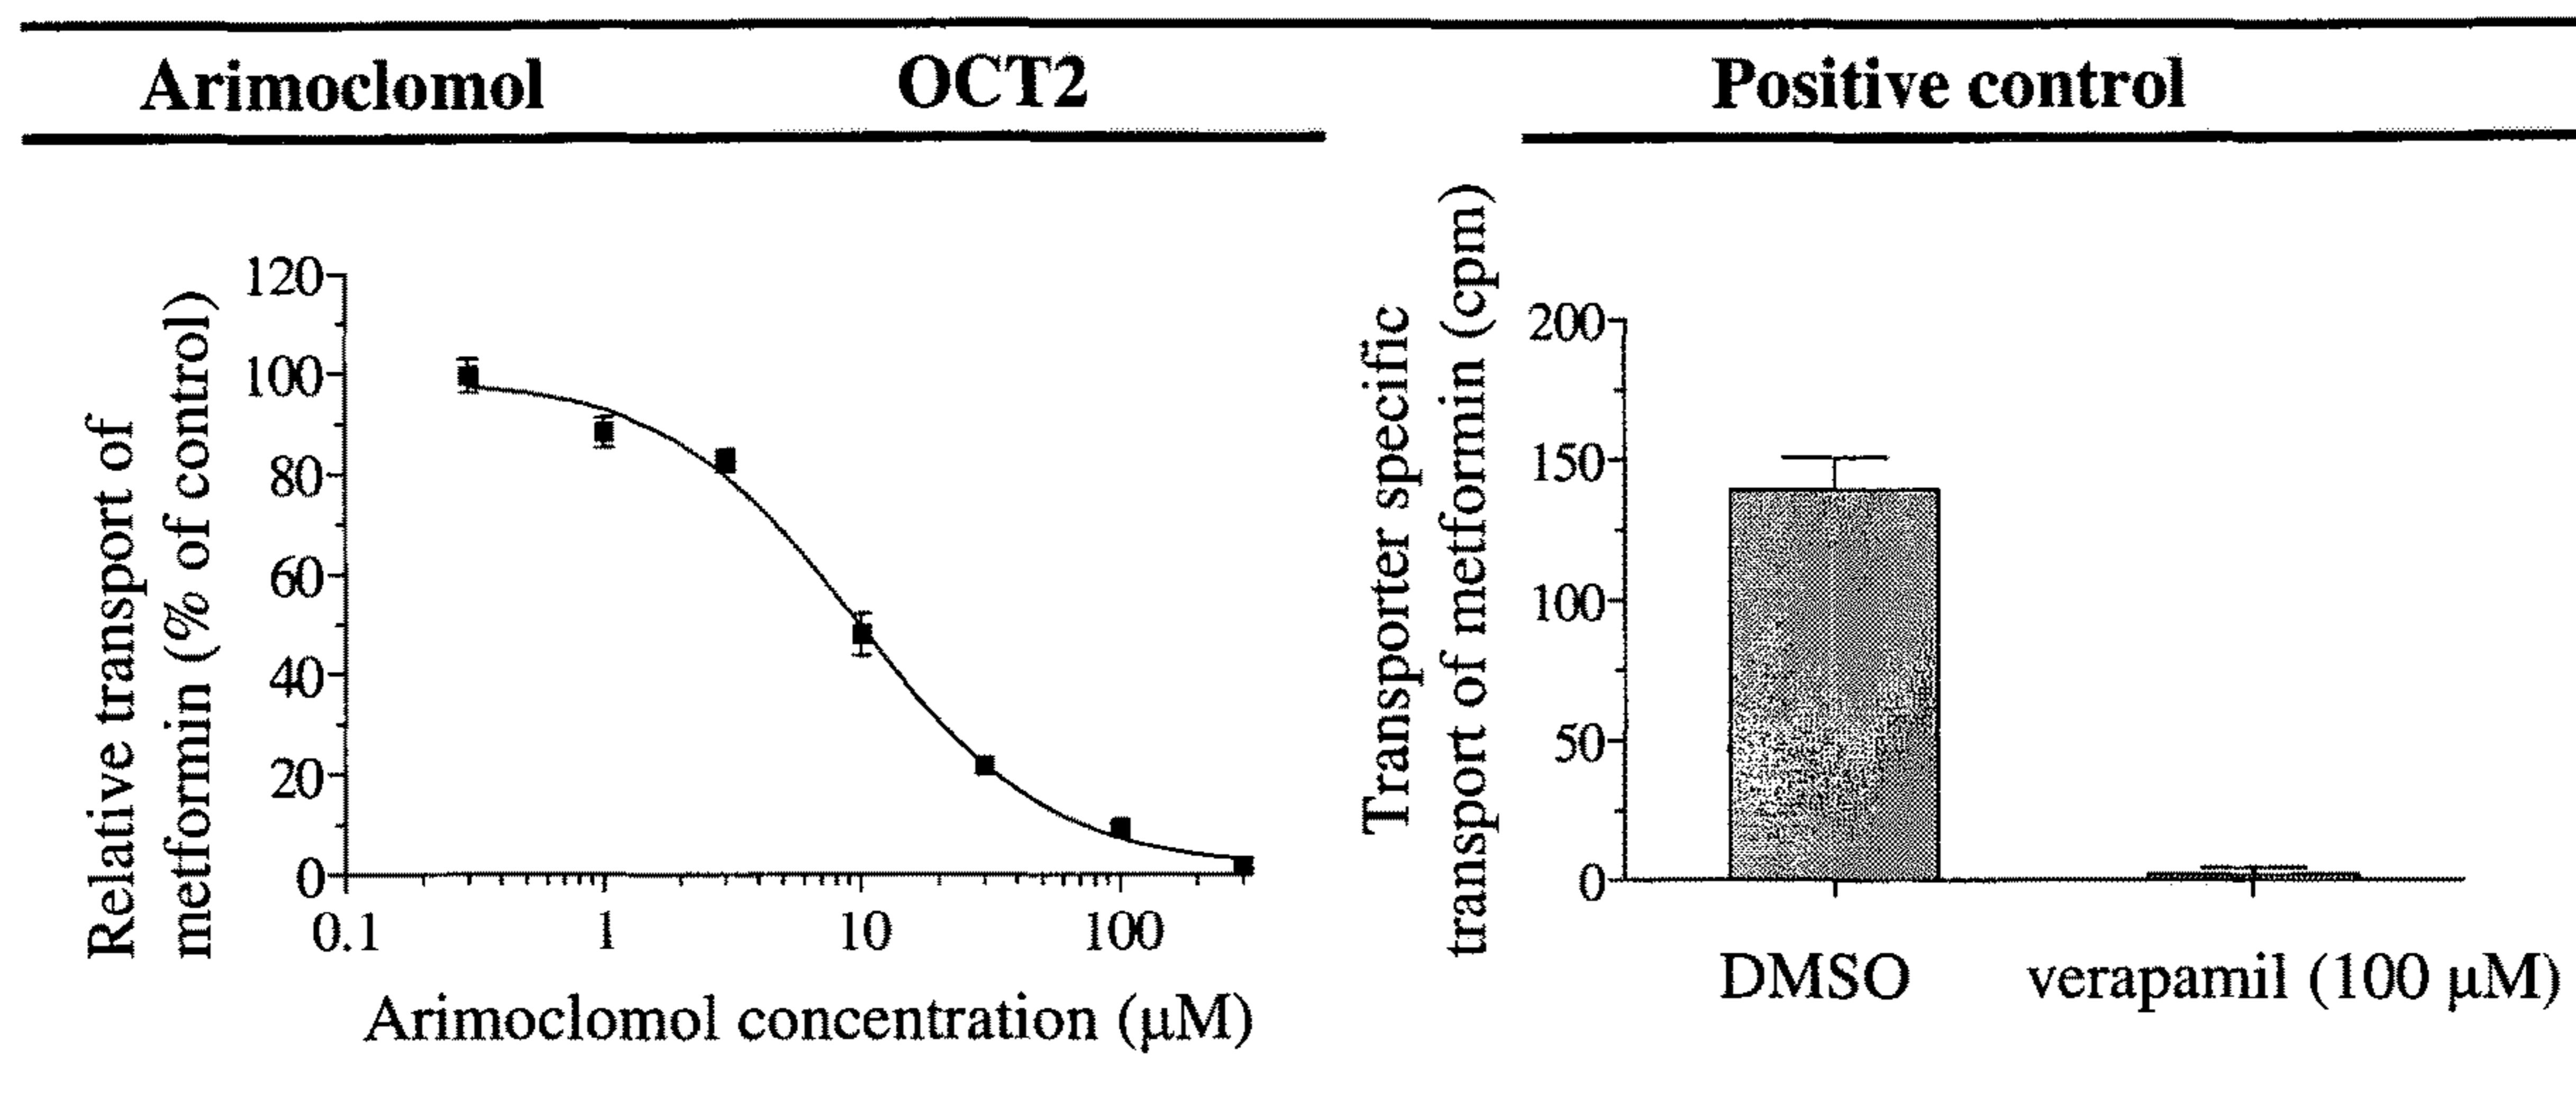 Arimoclomol OCT2 Positive control
Relative transport of
metformin (% of control)
120
100
80
60
40
20
0
0.1 1 10 100
Arimoclomol concentration (μM)
Transporter specific
transport of metformin (cpm)
200
150
100
50
0
DMSO verapamil (100 μM)